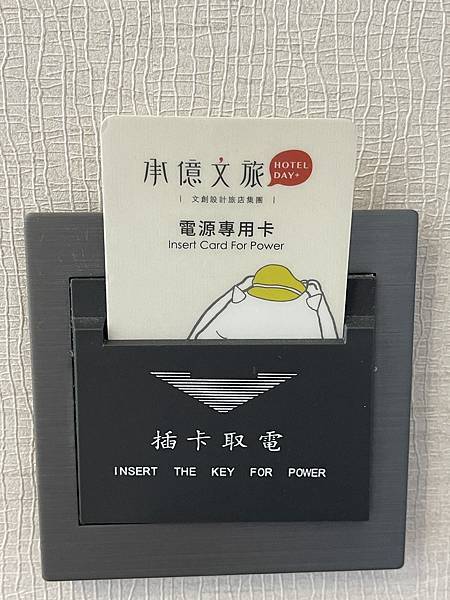 承億文旅 HOTEL DAY+
| 文創設計旅店集團 |
電源專用卡
Insert Card For Power
插卡取電
INSERT THE KEY FOR POWER